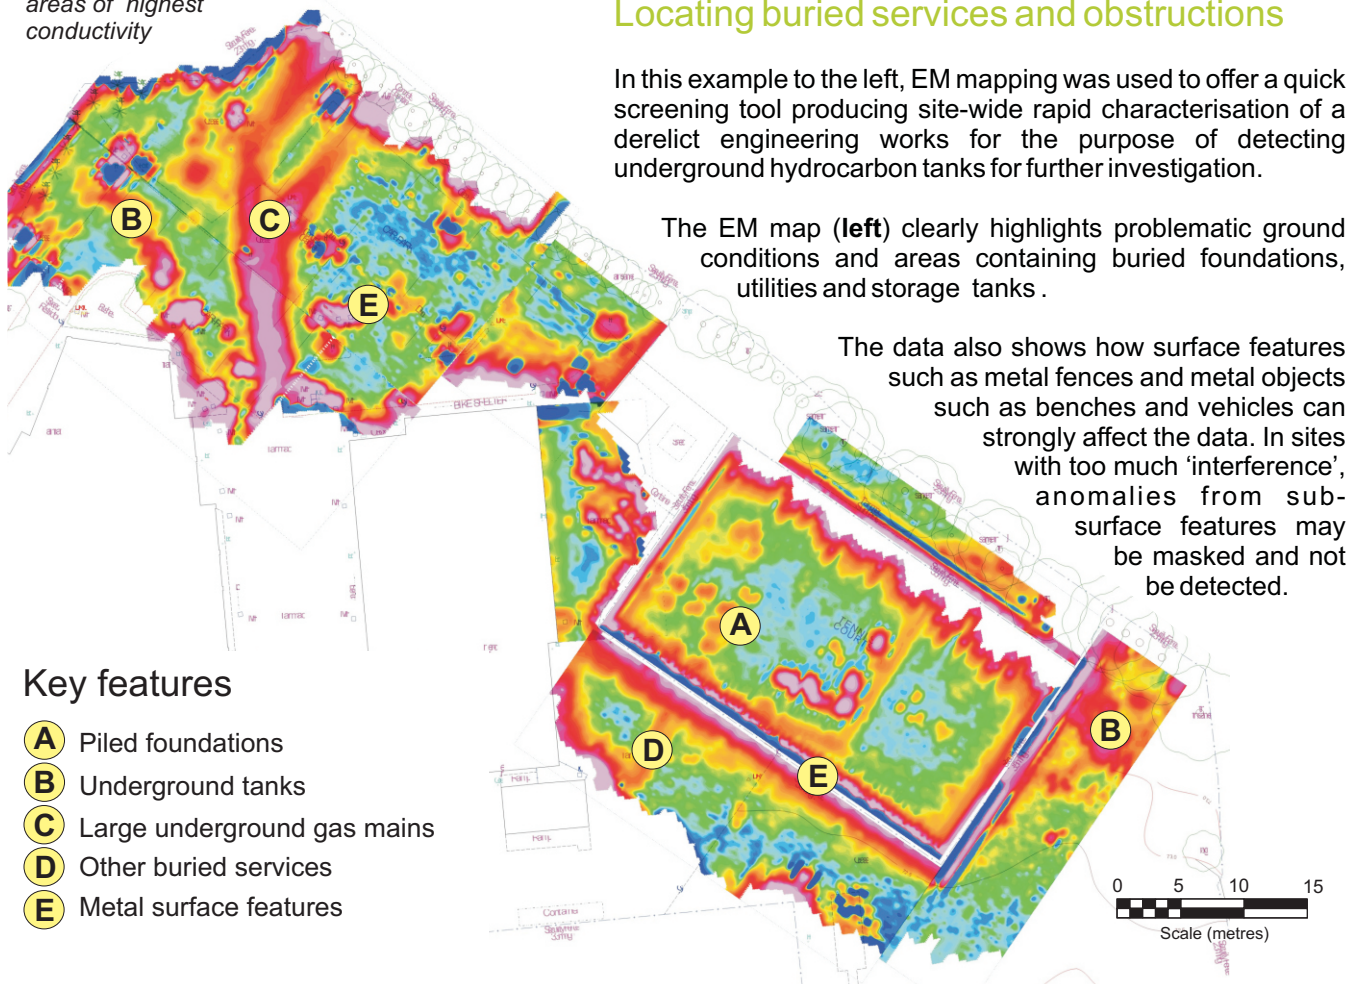 areas of highest
conductivity
Locating buried services and obstructions
In this example to the left, EM mapping was used to offer a quick
screening tool producing site-wide rapid characterisation of a
derelict engineering works for the purpose of detecting
underground hydrocarbon tanks for further investigation.
The EM map (left) clearly highlights problematic ground
conditions and areas containing buried foundations,
utilities and storage tanks .
The data also shows how surface features
such as metal fences and metal objects
such as benches and vehicles can
strongly affect the data. In sites
with too much ‘interference’,
anomalies from sub-
surface features may
be masked and not
be detected.
B
C
E
BIKE SHELTER
tarmac
tarmac
A
TENNIS
COURT
B
D
E
Key features
A Piled foundations
B Underground tanks
C Large underground gas mains
D Other buried services
E Metal surface features
0 5 10 15
Scale (metres)